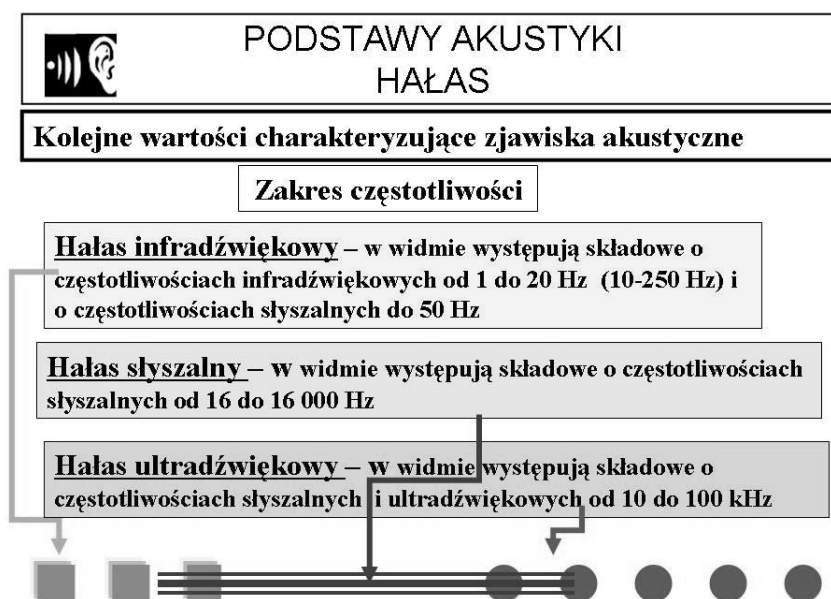 PODSTAWY AKUSTYKI
HAŁAS
Kolejne wartości charakteryzujące zjawiska akustyczne
Zakres częstotliwości
Hałas infradźwiękowy – w widmie występują składowe o
częstotliwościach infradźwiękowych od 1 do 20 Hz (10-250 Hz) i
o częstotliwościach słyszalnych do 50 Hz
Hałas słyszalny – w widmie występują składowe o częstotliwościach
słyszalnych od 16 do 16 000 Hz
Hałas ultradźwiękowy – w widmie występują składowe o
częstotliwościach słyszalnych i ultradźwiękowych od 10 do 100 kHz